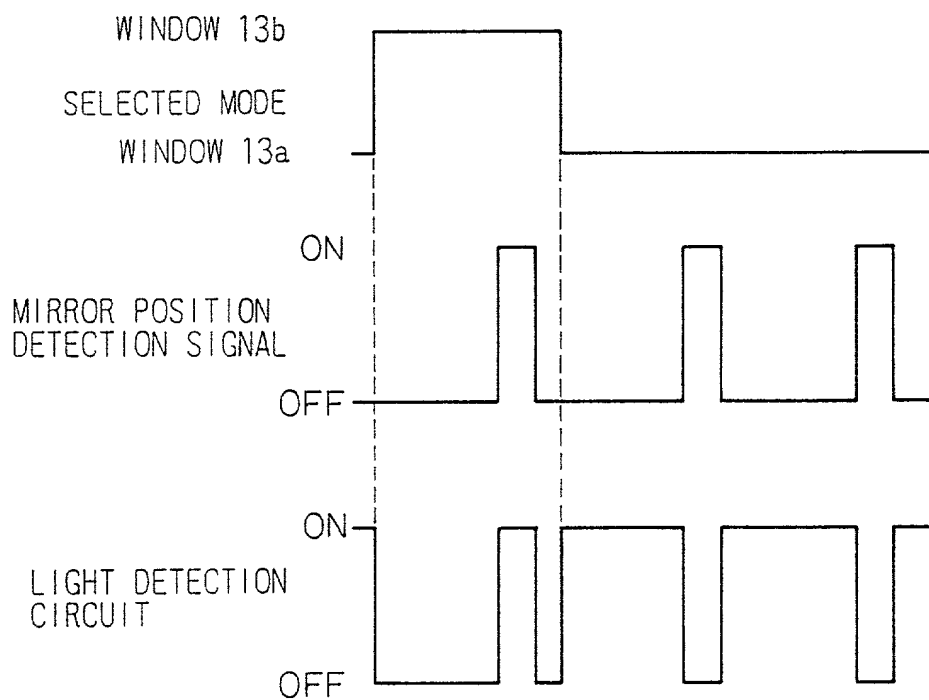 WINDOW 13b
SELECTED MODE
WINDOW 13a
ON
MIRROR POSITION
DETECTION SIGNAL
OFF
ON
LIGHT DETECTION
CIRCUIT
OFF